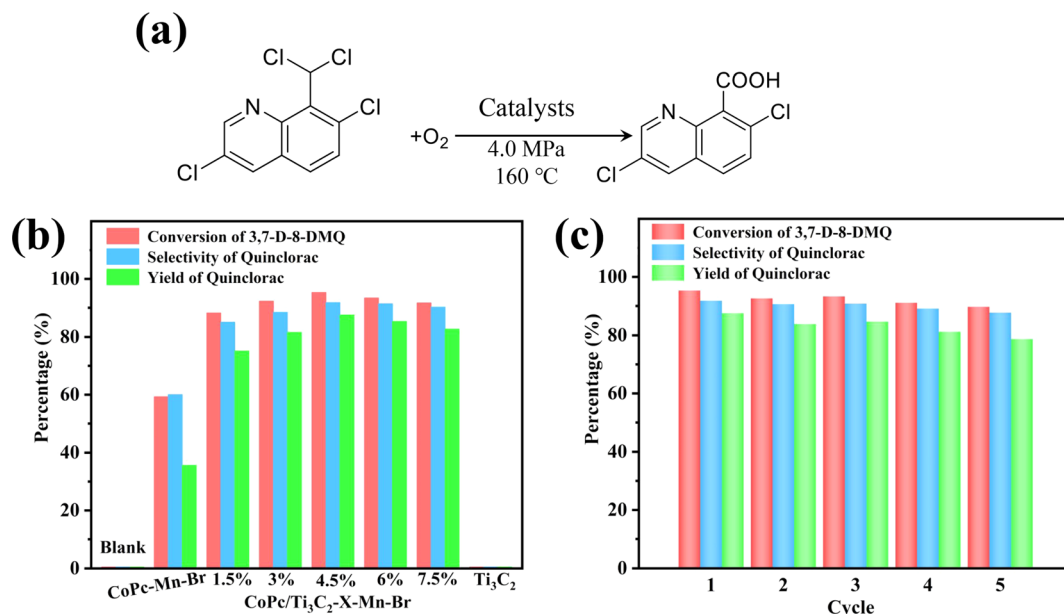 (a)
Cl
Cl
N
Cl
Cl
+O₂
Catalysts
4.0 MPa
160 °C
COOH
N
Cl
Cl
(b)
Conversion of 3,7-D-8-DMQ
Selectivity of Quinclorac
Yield of Quinclorac
Percentage (%)
100
80
60
40
20
0
Blank
CoPc-Mn-Br
1.5%
3%
4.5%
6%
7.5%
Ti₃C₂
CoPc/Ti₃C₂-X-Mn-Br
(c)
Conversion of 3,7-D-8-DMQ
Selectivity of Quinclorac
Yield of Quinclorac
Percentage (%)
100
80
60
40
20
0
1
2
3
4
5
Cycle